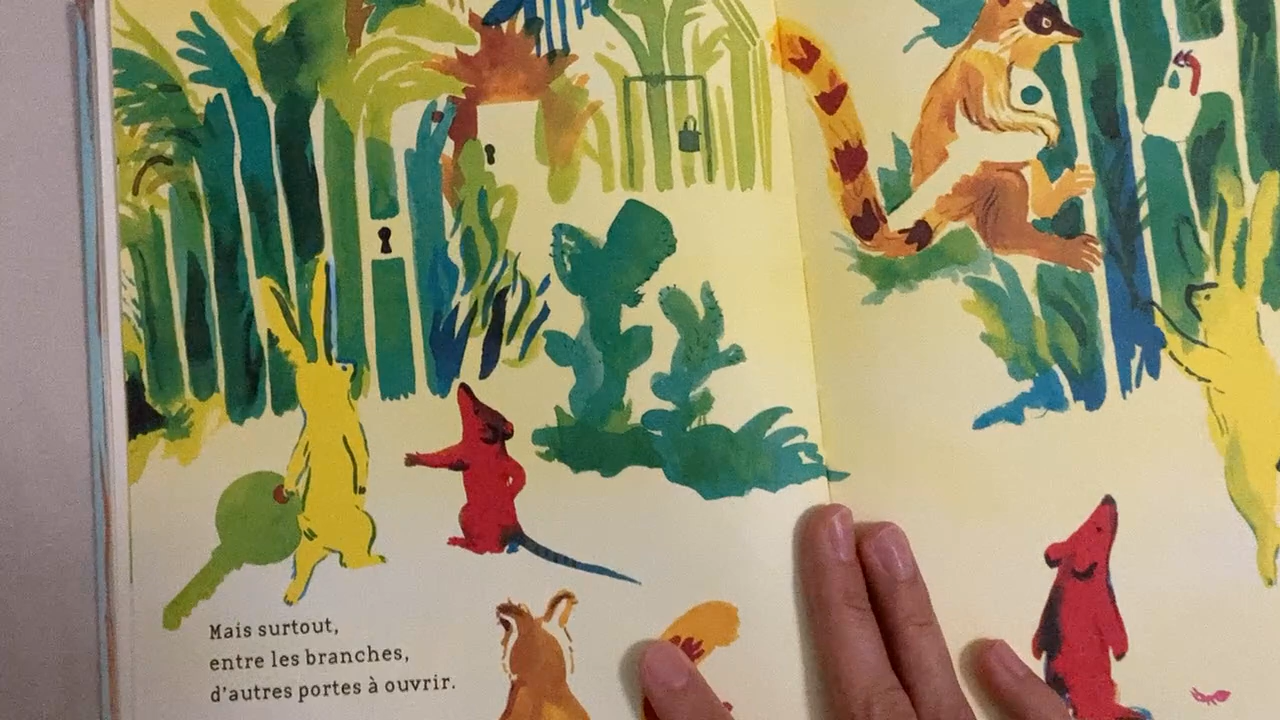 Mais surtout,
entre les branches,
d'autres portes à ouvrir.